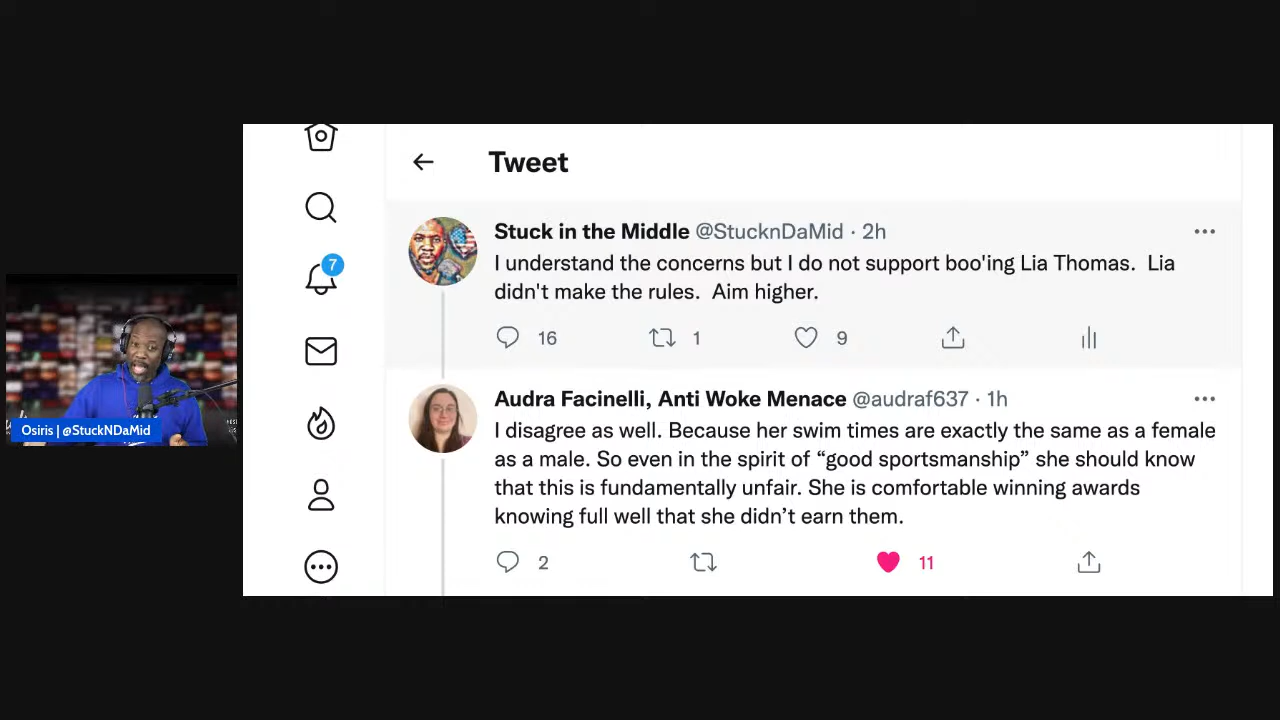 Tweet
7
Stuck in the Middle @StucknDaMid · 2h
I understand the concerns but I do not support boo'ing Lia Thomas.  Lia
didn't make the rules.  Aim higher.
16 1 9
Audra Facinelli, Anti Woke Menace @audraf637 · 1h
I disagree as well. Because her swim times are exactly the same as a female
as a male. So even in the spirit of “good sportsmanship” she should know
that this is fundamentally unfair. She is comfortable winning awards
knowing full well that she didn’t earn them.
2 11
Osiris | @StuckNDaMid